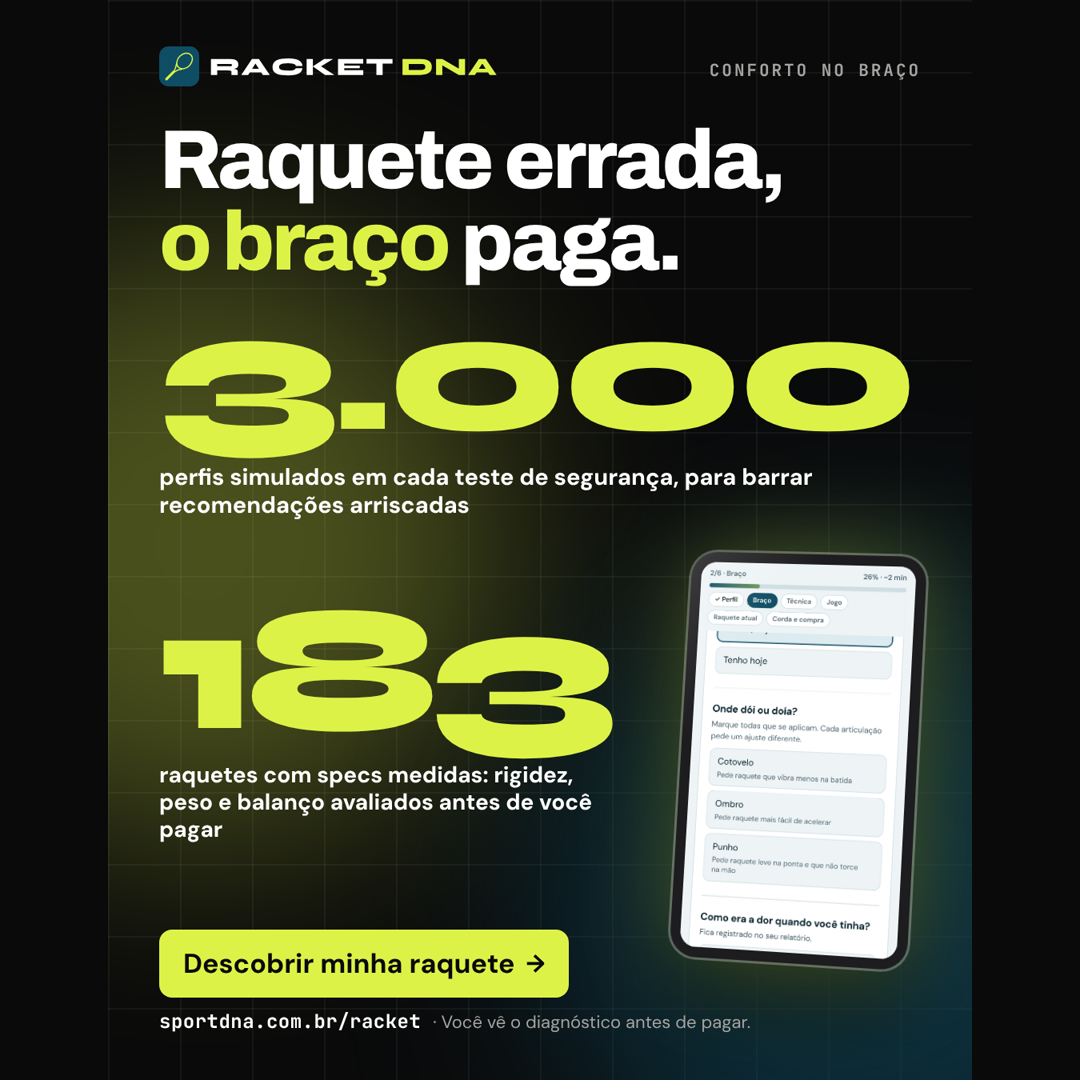 RACKET DNA
CONFORTO NO BRAÇO
Raquete errada,
o braço paga.
3.000
perfis simulados em cada teste de segurança, para barrar
recomendações arriscadas
183
raquetes com specs medidas: rigidez,
peso e balanço avaliados antes de você
pagar
2/6 · Braço
26% · ~2 min
✓ Perfil
Braço
Técnica
Jogo
Raquete atual
Corda e compra
Tenho hoje
Onde dói ou doía?
Marque todas que se aplicam. Cada articulação
pede um ajuste diferente.
Cotovelo
Pede raquete que vibra menos na batida
Ombro
Pede raquete mais fácil de acelerar
Punho
Pede raquete leve na ponta e que não torce
na mão
Como era a dor quando você tinha?
Fica registrado no seu relatório.
Descobrir minha raquete →
sportdna.com.br/racket · Você vê o diagnóstico antes de pagar.